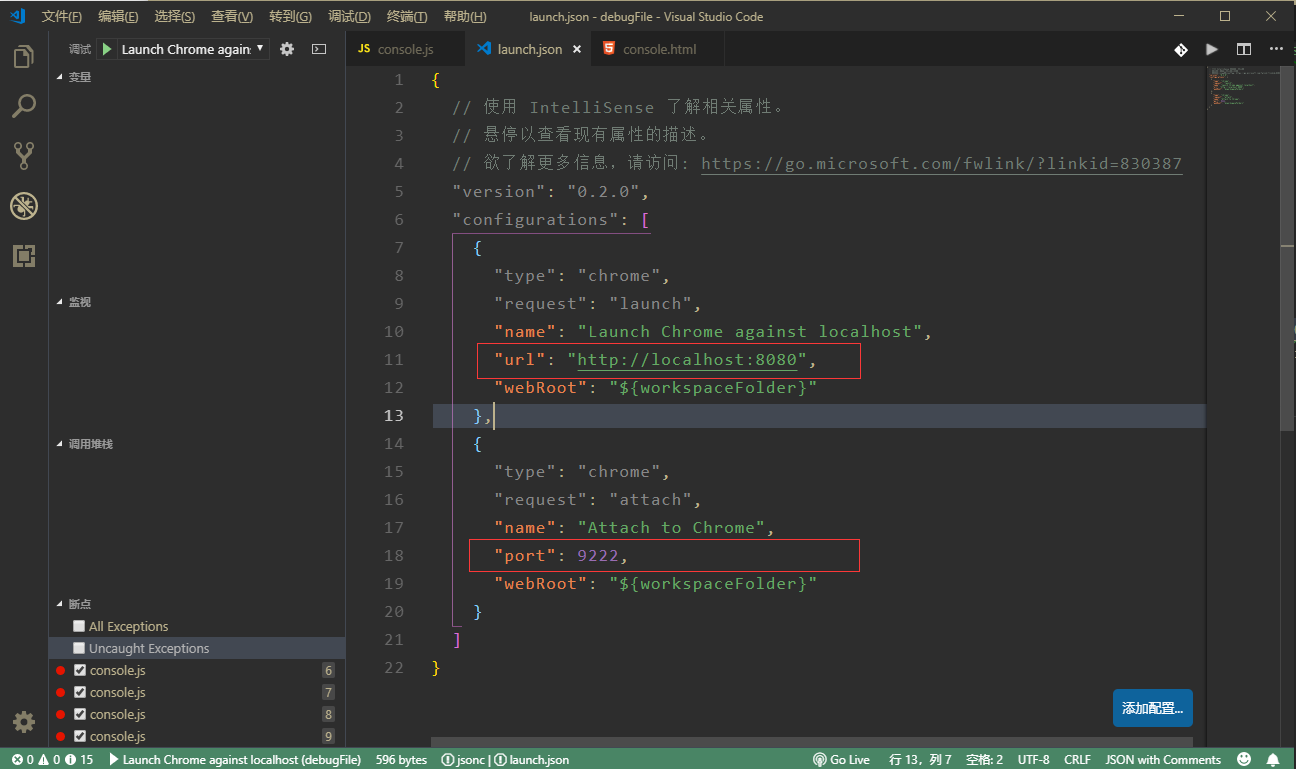 文件(F) 编辑(E) 选择(S) 查看(V) 转到(G) 调试(D) 终端(T) 帮助(H) launch.json - debugFile - Visual Studio Code
调试 Launch Chrome again
JS console.js launch.json console.html
变量
监视
调用堆栈
断点
All Exceptions
Uncaught Exceptions
console.js 6
console.js 7
console.js 8
console.js 9
1 {
2 // 使用 IntelliSense 了解相关属性。
3 // 悬停以查看现有属性的描述。
4 // 欲了解更多信息，请访问: https://go.microsoft.com/fwlink/?linkid=830387
5 "version": "0.2.0",
6 "configurations": [
7 {
8 "type": "chrome",
9 "request": "launch",
10 "name": "Launch Chrome against localhost",
11 "url": "http://localhost:8080",
12 "webRoot": "${workspaceFolder}"
13 },
14 {
15 "type": "chrome",
16 "request": "attach",
17 "name": "Attach to Chrome",
18 "port": 9222,
19 "webRoot": "${workspaceFolder}"
20 }
21 ]
22 }
添加配置...
0 0 15 Launch Chrome against localhost (debugFile) 596 bytes jsonc | launch.json Go Live 行 13，列 7 空格: 2 UTF-8 CRLF JSON with Comments